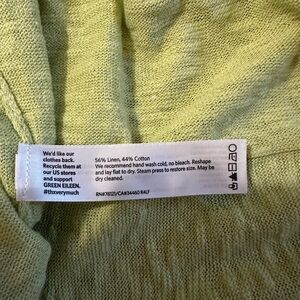 We'd like our
clothes back.
Recycle them at
our US stores
and support
GREEN EILEEN.
#thxverymuch
56% Linen, 44% Cotton
We recommend hand wash cold, no bleach. Reshape
and lay flat to dry. Steam press to restore size. May be
dry cleaned.
RN#78125/CA#34460 R4LF